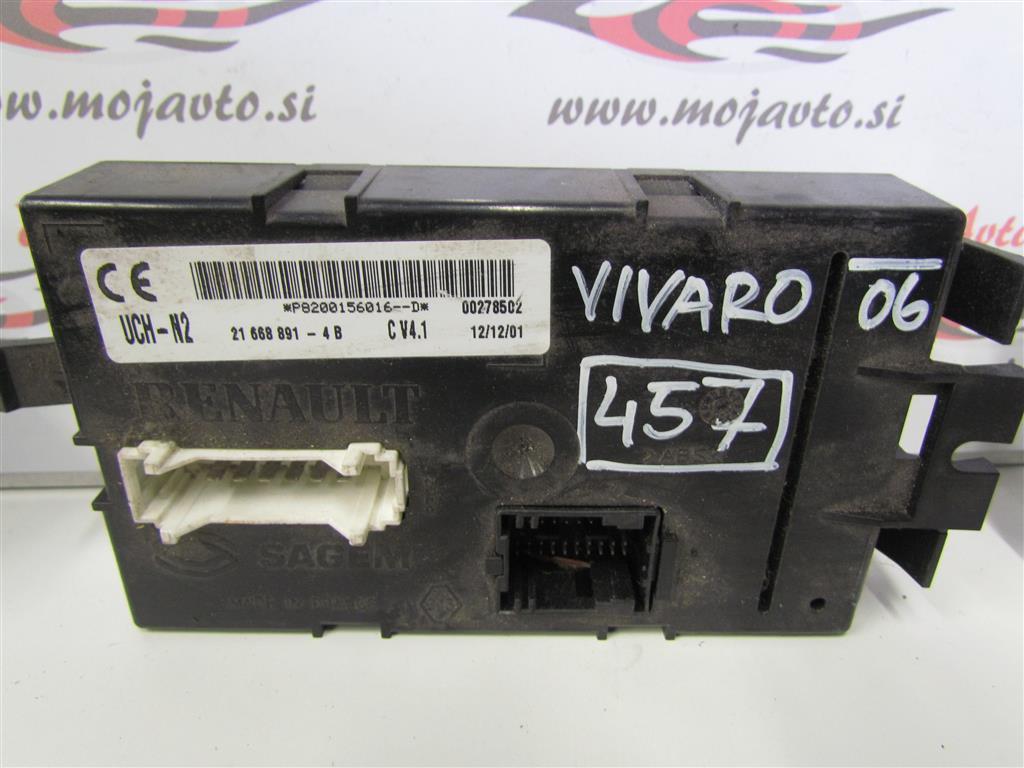 www.mojavto.si
www.mojavto.si
CE
*P8200156016--D* 00278502
UCH-N2 21 668 891 - 4 B C V4.1 12/12/01
VIVARO 06
457
RENAULT
>ABS
SAGEM